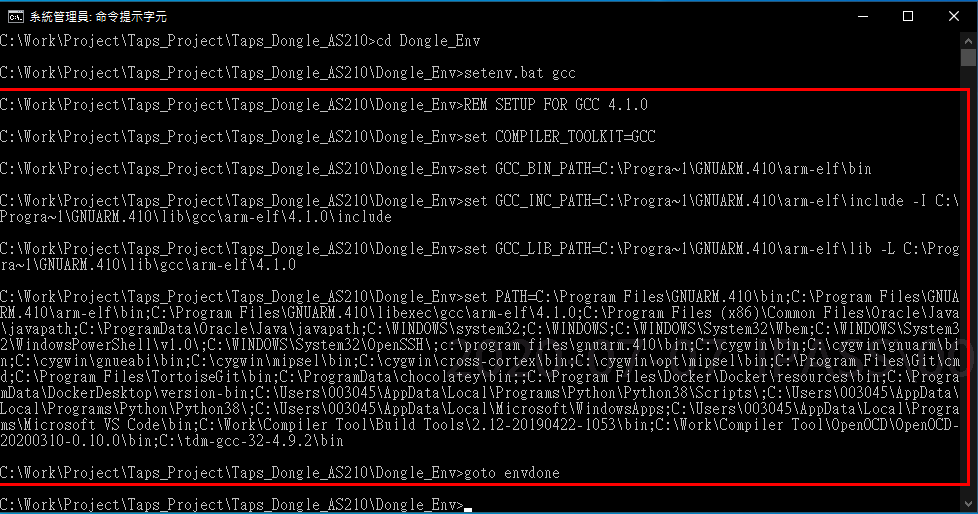 系統管理員: 命令提示字元
C:\Work\Project\Taps_Project\Taps_Dongle_AS210>cd Dongle_Env
C:\Work\Project\Taps_Project\Taps_Dongle_AS210\Dongle_Env>setenv.bat gcc
C:\Work\Project\Taps_Project\Taps_Dongle_AS210\Dongle_Env>REM SETUP FOR GCC 4.1.0
C:\Work\Project\Taps_Project\Taps_Dongle_AS210\Dongle_Env>set COMPILER_TOOLKIT=GCC
C:\Work\Project\Taps_Project\Taps_Dongle_AS210\Dongle_Env>set GCC_BIN_PATH=C:\Progra~1\GNUARM.410\arm-elf\bin
C:\Work\Project\Taps_Project\Taps_Dongle_AS210\Dongle_Env>set GCC_INC_PATH=C:\Progra~1\GNUARM.410\arm-elf\include -I C:\
Progra~1\GNUARM.410\lib\gcc\arm-elf\4.1.0\include
C:\Work\Project\Taps_Project\Taps_Dongle_AS210\Dongle_Env>set GCC_LIB_PATH=C:\Progra~1\GNUARM.410\arm-elf\lib -L C:\Prog
ra~1\GNUARM.410\lib\gcc\arm-elf\4.1.0
C:\Work\Project\Taps_Project\Taps_Dongle_AS210\Dongle_Env>set PATH=C:\Program Files\GNUARM.410\bin;C:\Program Files\GNUA
RM.410\arm-elf\bin;C:\Program Files\GNUARM.410\libexec\gcc\arm-elf\4.1.0;C:\Program Files (x86)\Common Files\Oracle\Java
\javapath;C:\ProgramData\Oracle\Java\javapath;C:\WINDOWS\system32;C:\WINDOWS;C:\WINDOWS\System32\Wbem;C:\WINDOWS\System3
2\WindowsPowerShell\v1.0\;C:\WINDOWS\System32\OpenSSH\;c:\program files\gnuarm.410\bin;C:\cygwin\bin;C:\cygwin\gnuarm\bi
n;C:\cygwin\gnueabi\bin;C:\cygwin\mipsel\bin;C:\cygwin\crosscortex\bin;C:\cygwin\opt\mipsel\bin;C:\Program Files\Git\cm
d;C:\Program Files\TortoiseGit\bin;C:\ProgramData\chocolatey\bin;;C:\Program Files\Docker\Docker\resources\bin;C:\Progra
mData\DockerDesktop\version-bin;C:\Users\003045\AppData\Local\Programs\Python\Python38\Scripts\;C:\Users\003045\AppData\
Local\Programs\Python\Python38\;C:\Users\003045\AppData\Local\Microsoft\WindowsApps;C:\Users\003045\AppData\Local\Progra
ms\Microsoft VS Code\bin;C:\Work\Compiler Tool\Build Tools\2.12-20190422-1053\bin;C:\Work\Compiler Tool\OpenOCD\OpenOCD-
20200310-0.10.0\bin;C:\tdm-gcc-32-4.9.2\bin
C:\Work\Project\Taps_Project\Taps_Dongle_AS210\Dongle_Env>goto envdone
C:\Work\Project\Taps_Project\Taps_Dongle_AS210\Dongle_Env>